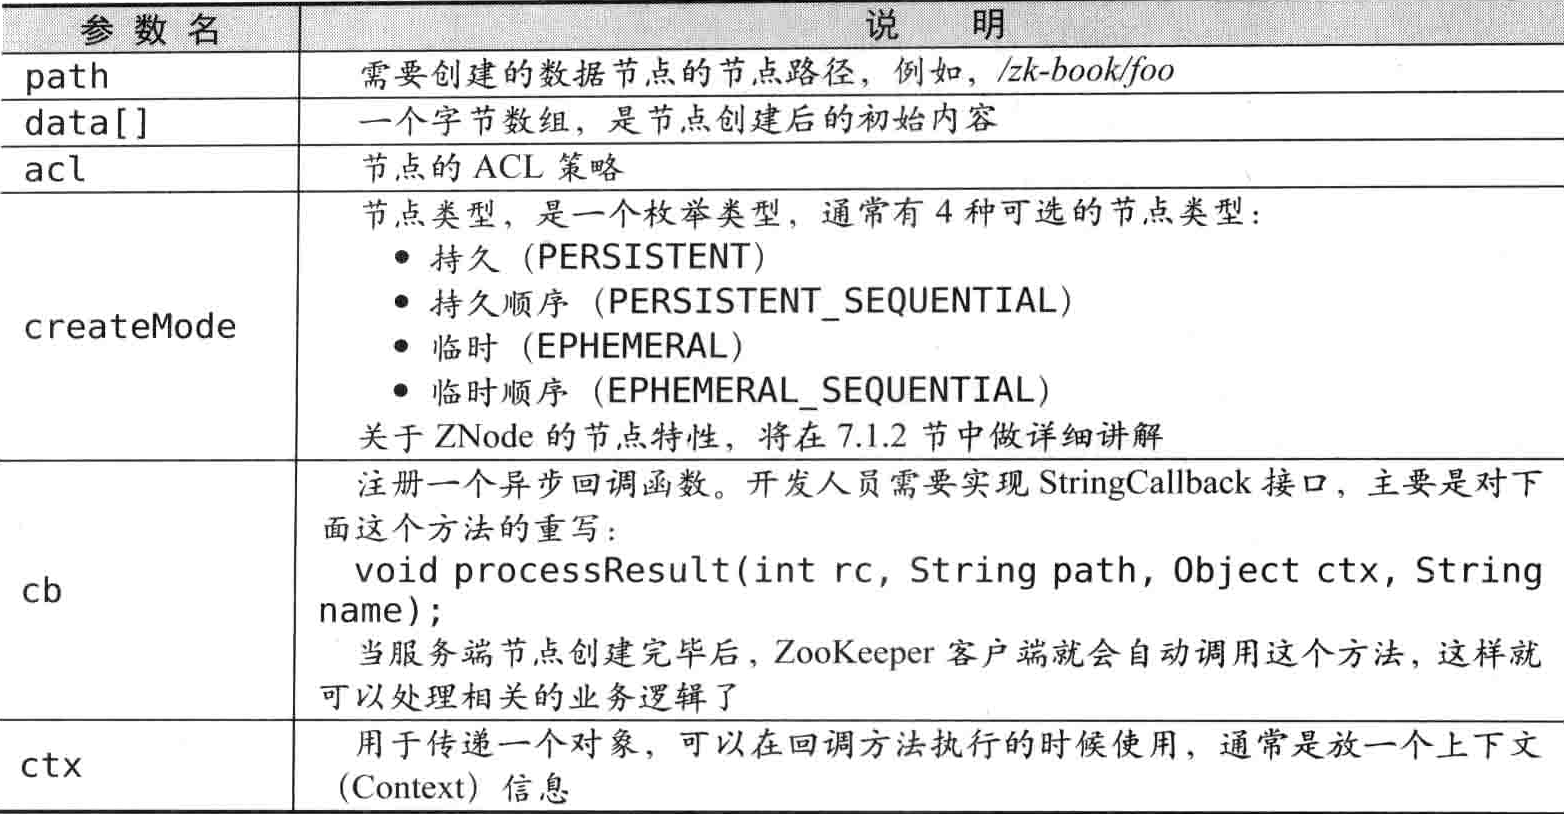 参 数 名 说 明
path 需要创建的数据节点的节点路径，例如，/zk-book/foo
data[] 一个字节数组，是节点创建后的初始内容
acl 节点的 ACL 策略
节点类型，是一个枚举类型，通常有 4 种可选的节点类型：
● 持久（PERSISTENT）
● 持久顺序（PERSISTENT_SEQUENTIAL）
createMode
● 临时（EPHEMERAL）
● 临时顺序（EPHEMERAL_SEQUENTIAL）
关于 ZNode 的节点特性，将在 7.1.2 节中做详细讲解
注册一个异步回调函数。开发人员需要实现 StringCallback 接口，主要是对下
面这个方法的重写：
void processResult(int rc, String path, Object ctx, String
cb
name);
当服务端节点创建完毕后，ZooKeeper 客户端就会自动调用这个方法，这样就
可以处理相关的业务逻辑了
ctx
用于传递一个对象，可以在回调方法执行的时候使用，通常是放一个上下文
（Context）信息